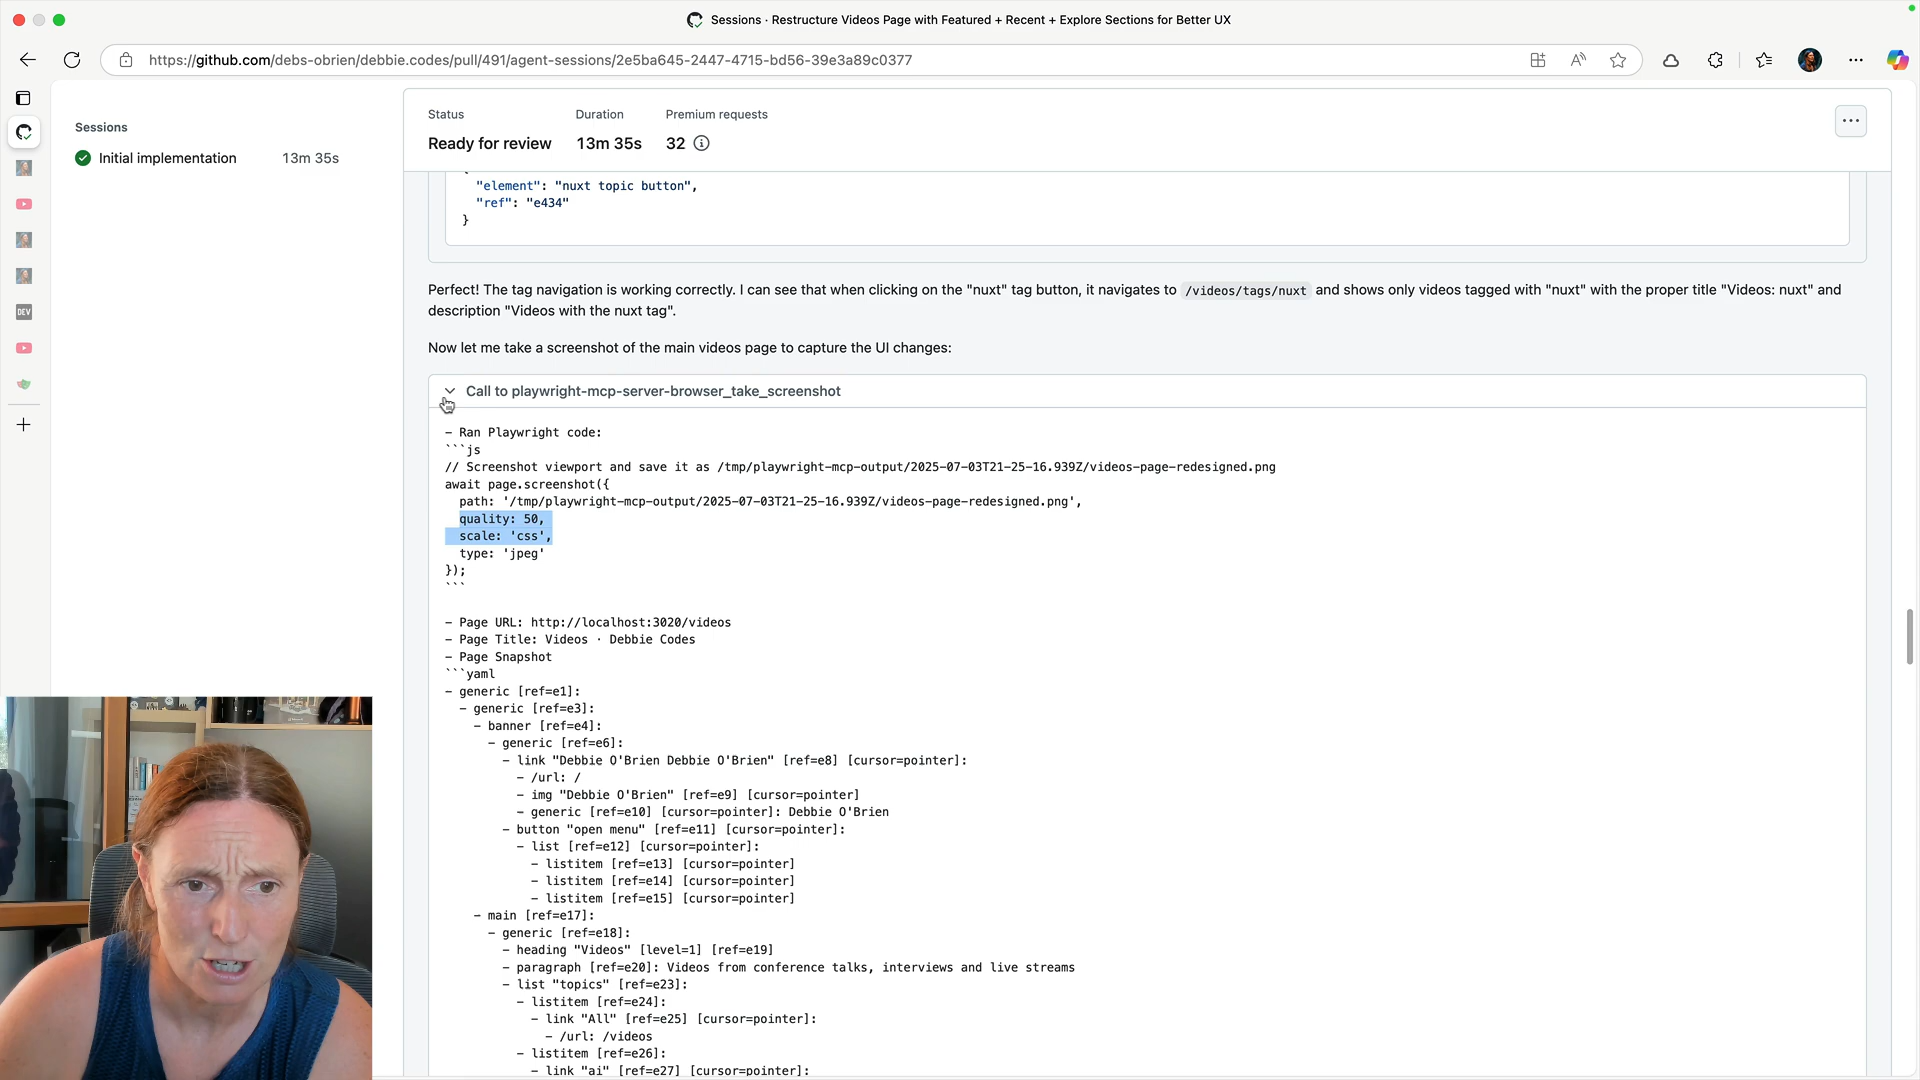 Sessions · Restructure Videos Page with Featured + Recent + Explore Sections for Better UX
https://github.com/debs-obrien/debbie.codes/pull/491/agent-sessions/2e5ba645-2447-4715-bd56-39e3a89c0377
Sessions
Initial implementation 13m 35s
DEV
Status Duration Premium requests
Ready for review 13m 35s 32
"element": "nuxt topic button",
"ref": "e434"
}
Perfect! The tag navigation is working correctly. I can see that when clicking on the "nuxt" tag button, it navigates to /videos/tags/nuxt and shows only videos tagged with "nuxt" with the proper title "Videos: nuxt" and
description "Videos with the nuxt tag".
Now let me take a screenshot of the main videos page to capture the UI changes:
Call to playwright-mcp-server-browser_take_screenshot
- Ran Playwright code:
```js
// Screenshot viewport and save it as /tmp/playwright-mcp-output/2025-07-03T21-25-16.939Z/videos-page-redesigned.png
await page.screenshot({
path: '/tmp/playwright-mcp-output/2025-07-03T21-25-16.939Z/videos-page-redesigned.png',
quality: 50,
scale: 'css',
type: 'jpeg'
});
```
- Page URL: http://localhost:3020/videos
- Page Title: Videos · Debbie Codes
- Page Snapshot
```yaml
- generic [ref=e1]:
- generic [ref=e3]:
- banner [ref=e4]:
- generic [ref=e6]:
- link "Debbie O'Brien Debbie O'Brien" [ref=e8] [cursor=pointer]:
- /url: /
- img "Debbie O'Brien" [ref=e9] [cursor=pointer]
- generic [ref=e10] [cursor=pointer]: Debbie O'Brien
- button "open menu" [ref=e11] [cursor=pointer]:
- list [ref=e12] [cursor=pointer]:
- listitem [ref=e13] [cursor=pointer]
- listitem [ref=e14] [cursor=pointer]
- listitem [ref=e15] [cursor=pointer]
- main [ref=e17]:
- generic [ref=e18]:
- heading "Videos" [level=1] [ref=e19]
- paragraph [ref=e20]: Videos from conference talks, interviews and live streams
- list "topics" [ref=e23]:
- listitem [ref=e24]:
- link "All" [ref=e25] [cursor=pointer]:
- /url: /videos
- listitem [ref=e26]:
- link "ai" [ref=e27] [cursor=pointer]: